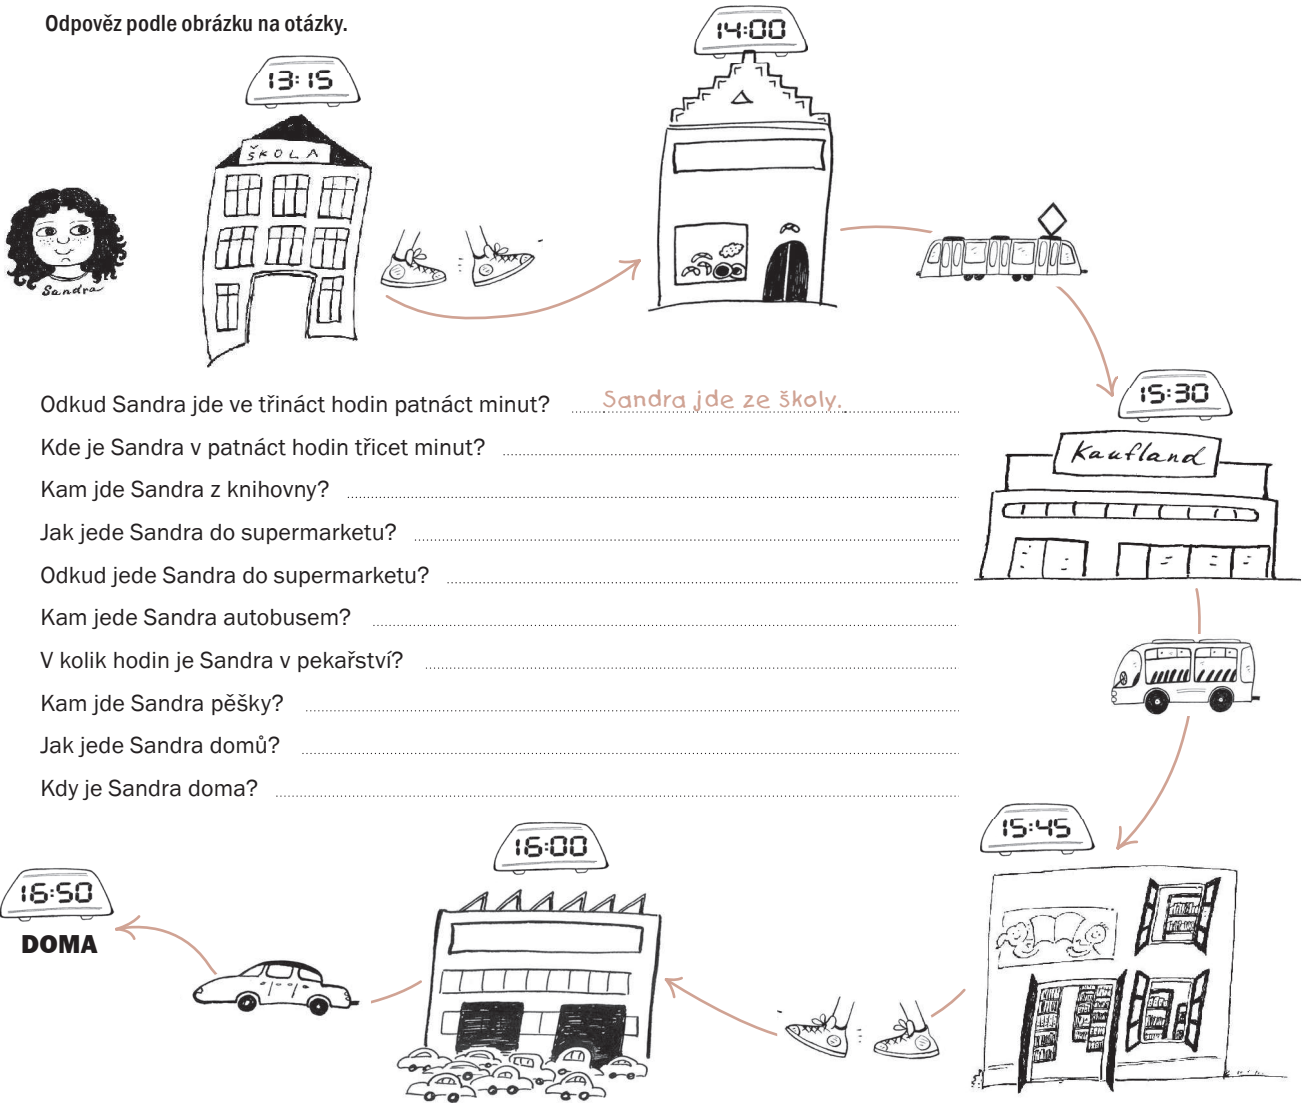 Odpověz podle obrázku na otázky.
14:00
13:15
ŠKOLA
Sandra
Odkud Sandra jde ve třináct hodin patnáct minut? Sandra jde ze školy.
15:30
Kde je Sandra v patnáct hodin třicet minut?
Kaufland
Kam jde Sandra z knihovny?
Jak jede Sandra do supermarketu?
Odkud jede Sandra do supermarketu?
Kam jede Sandra autobusem?
V kolik hodin je Sandra v pekařství?
Kam jde Sandra pěšky?
Jak jede Sandra domů?
Kdy je Sandra doma?
15:45
16:00
16:50
DOMA